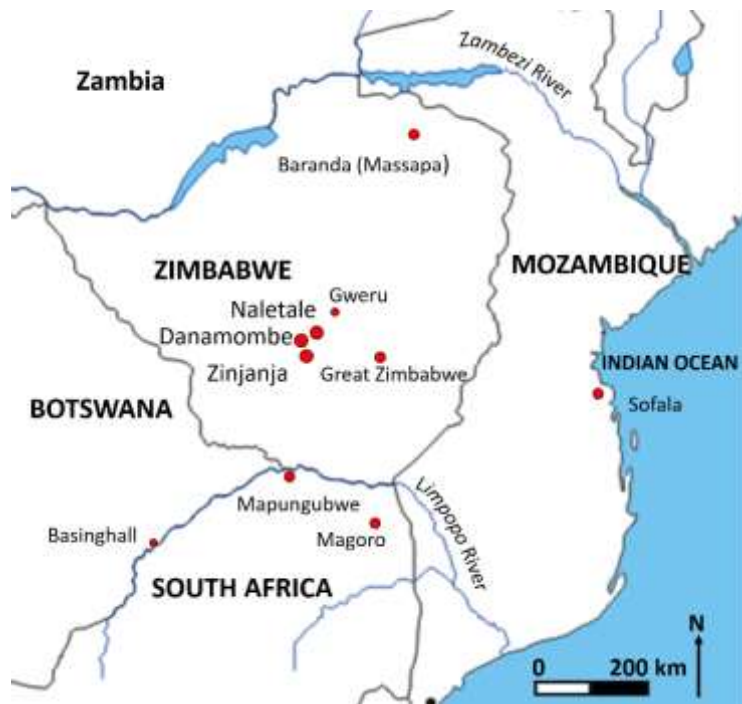 Zambia
Zambezi River
Baranda (Massapa)
ZIMBABWE
MOZAMBIQUE
Gweru
Naletale
Danamombe
Zinjanja
Great Zimbabwe
INDIAN OCEAN
Sofala
BOTSWANA
Mapungubwe
Limpopo River
Basinghall
Magoro
SOUTH AFRICA
N
0 200 km